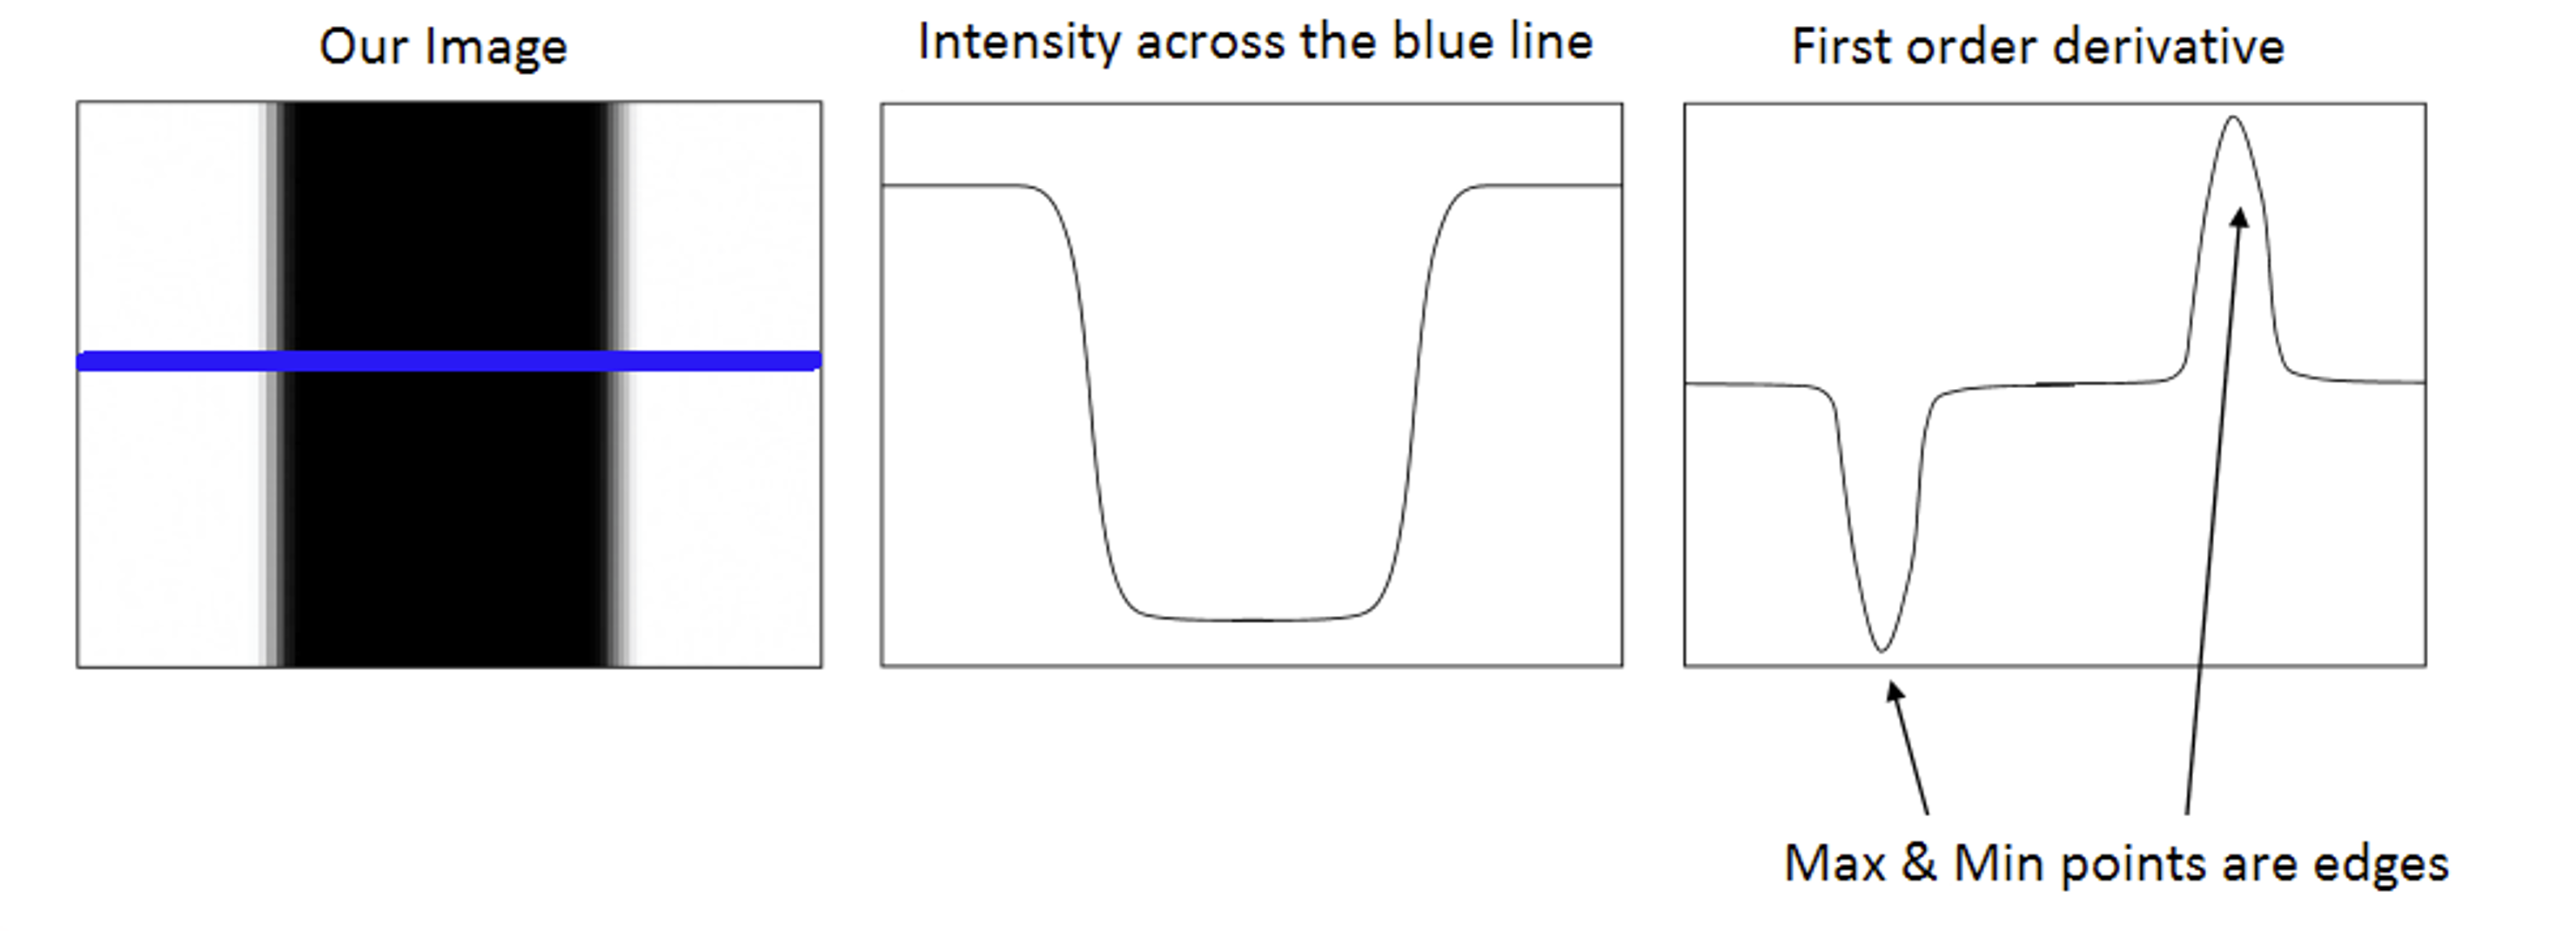 Our Image
Intensity across the blue line
First order derivative
Max & Min points are edges